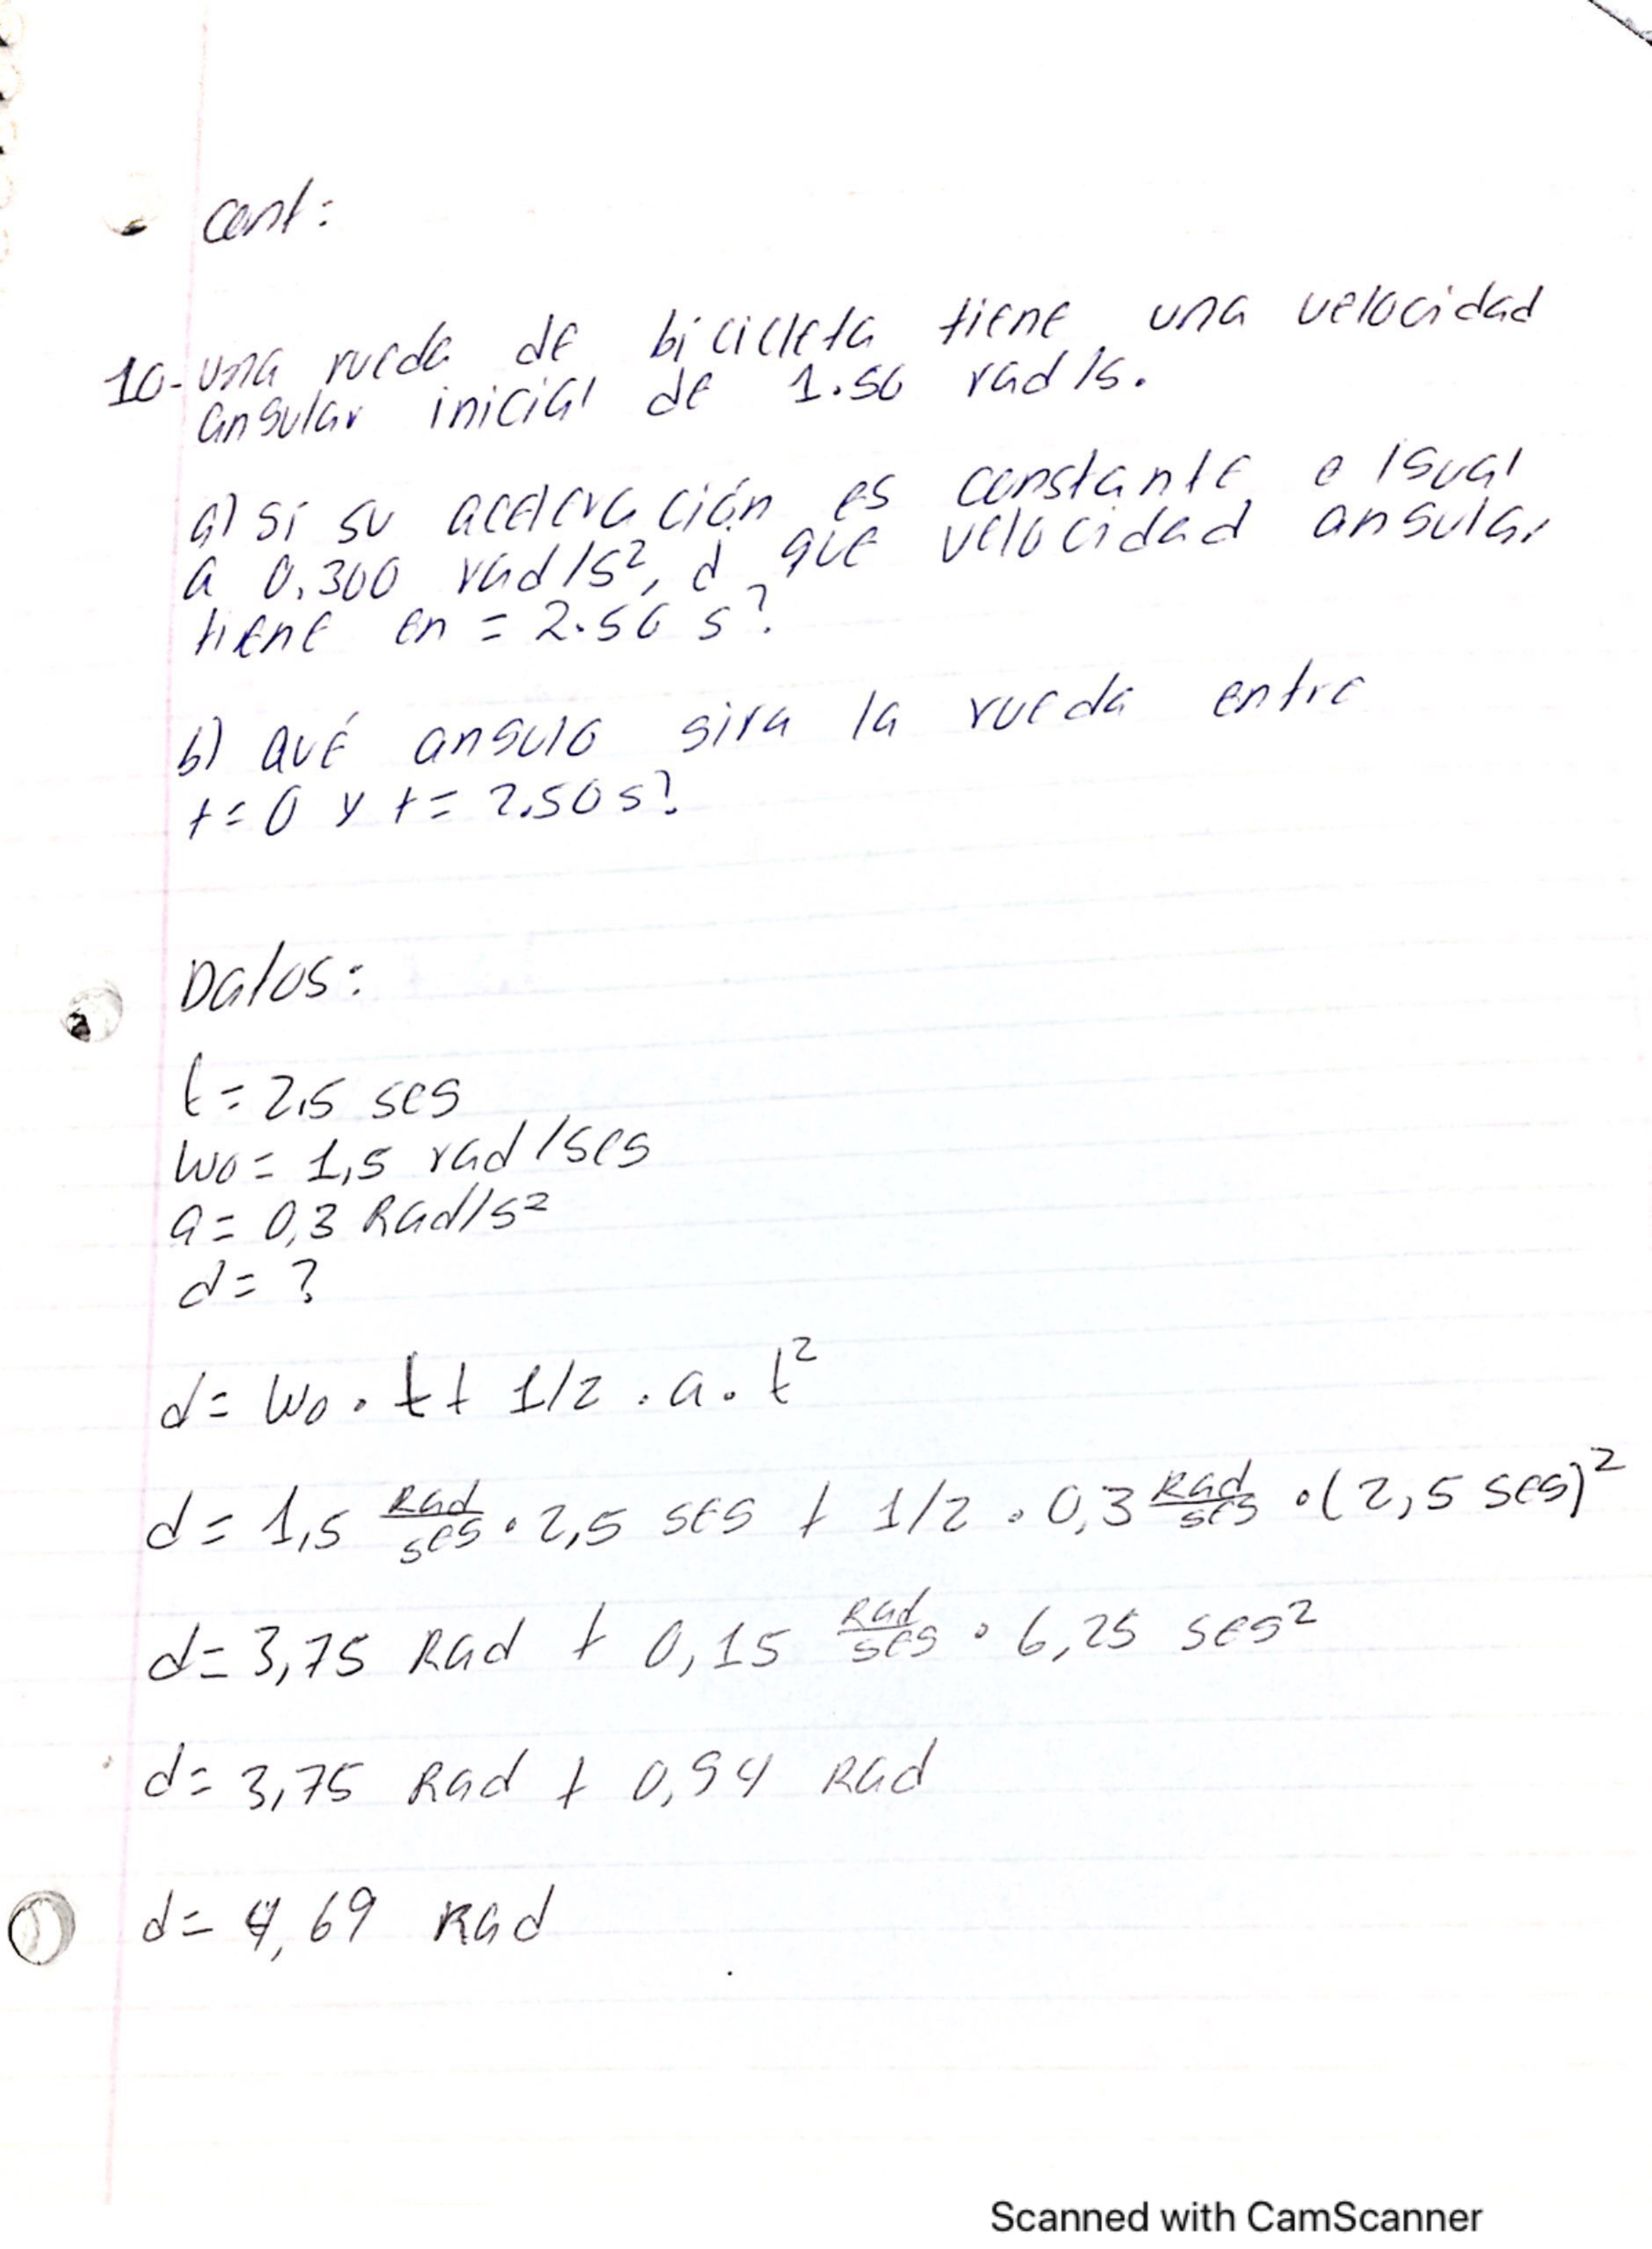 Cont:
10- Una rueda de bicicleta tiene una velocidad
angular inicial de 1.50 rad/s.
a) si su aceleración es constante e igual
a 0.300 rad/s², ¿ que velocidad angular
tiene en = 2.50 s?
b) qué angulo gira la rueda entre
t=0 y t= 2.50s?
Datos:
t= 2,5 seg
Wo= 1,5 rad/seg
a= 0,3 Rad/s²
d= ?
d= Wo • t + 1/2 . a . t²
d= 1,5 Rad/seg • 2,5 seg + 1/2 • 0,3 Rad/seg • (2,5 seg)²
d= 3,75 Rad + 0,15 Rad/seg • 6,25 seg²
d= 3,75 Rad + 0,94 Rad
d= 4,69 Rad
Scanned with CamScanner